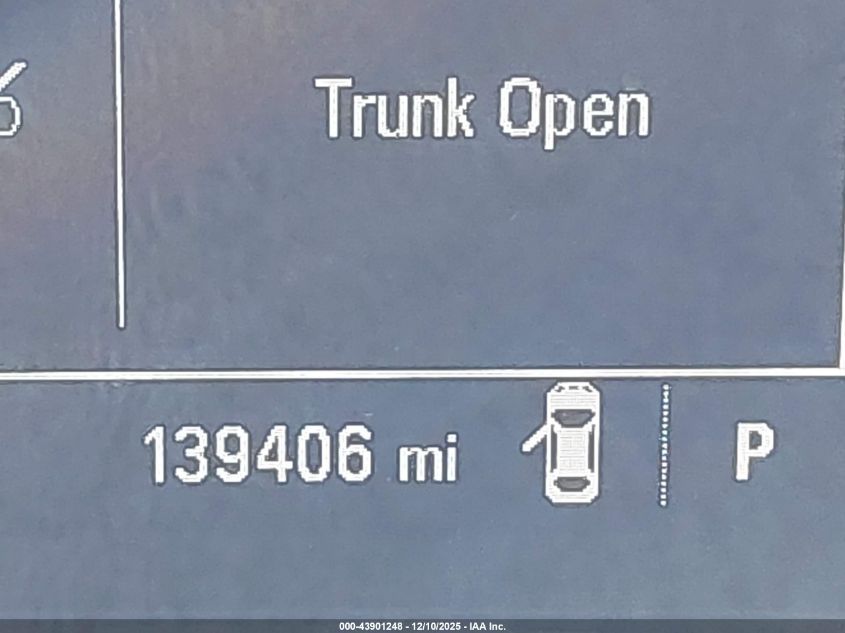 Trunk Open
139406 mi
P
000-43901248 - 12/10/2025 - IAA Inc.